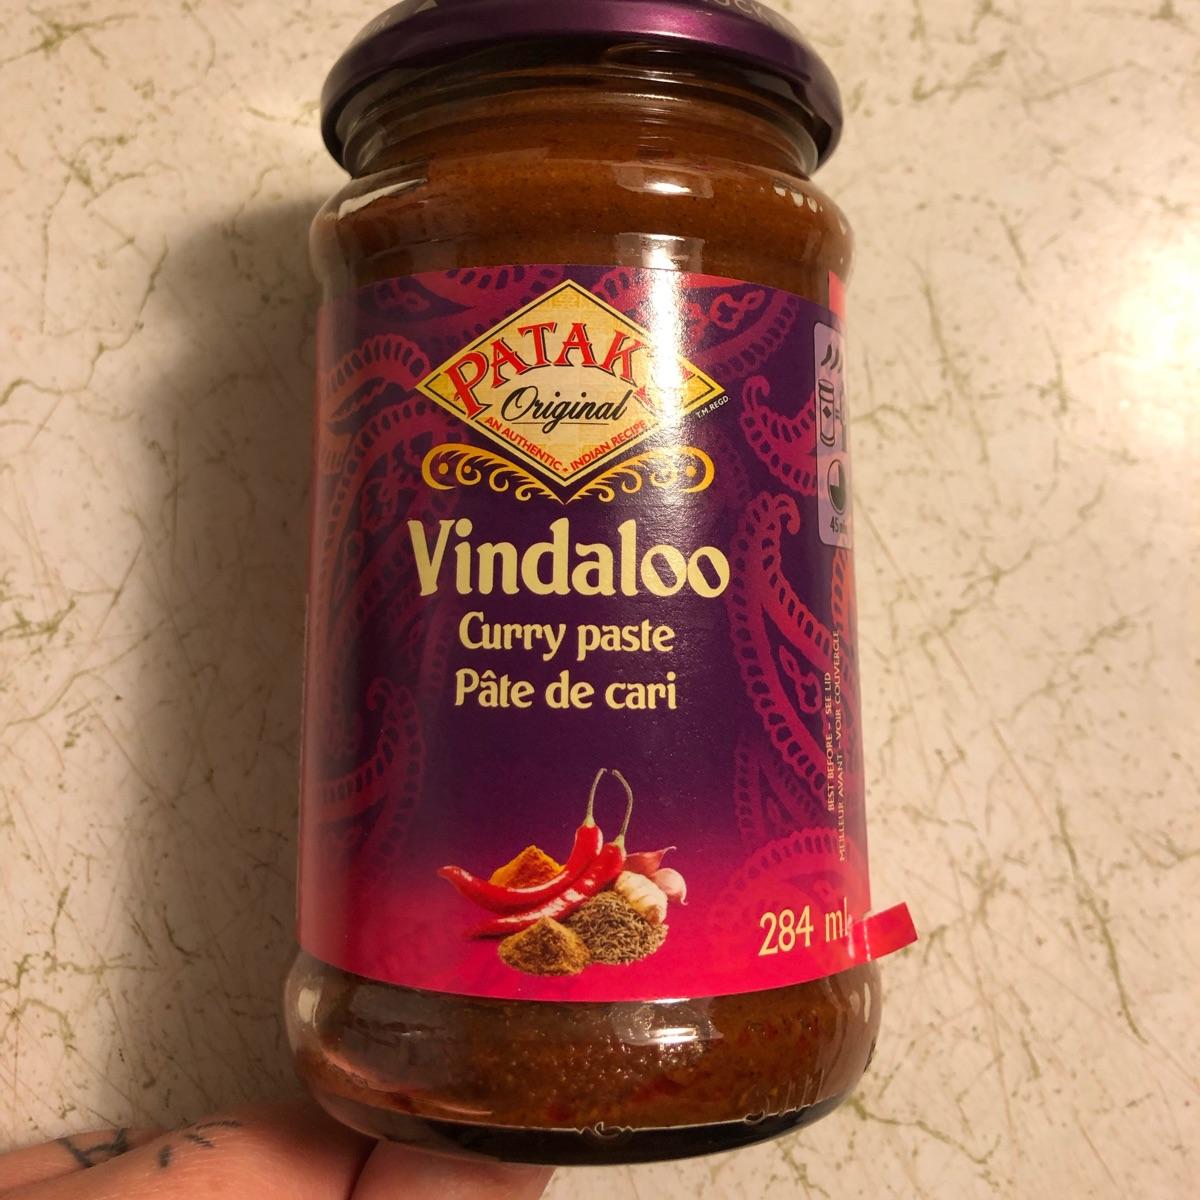 PATAK'S
Original
AN AUTHENTIC • INDIAN RECIPE
T.M.REGD.
Vindaloo
Curry paste
Pâte de cari
284 ml
45
BEST BEFORE - SEE LID
MEILLEUR AVANT - VOIR COUVERCLE